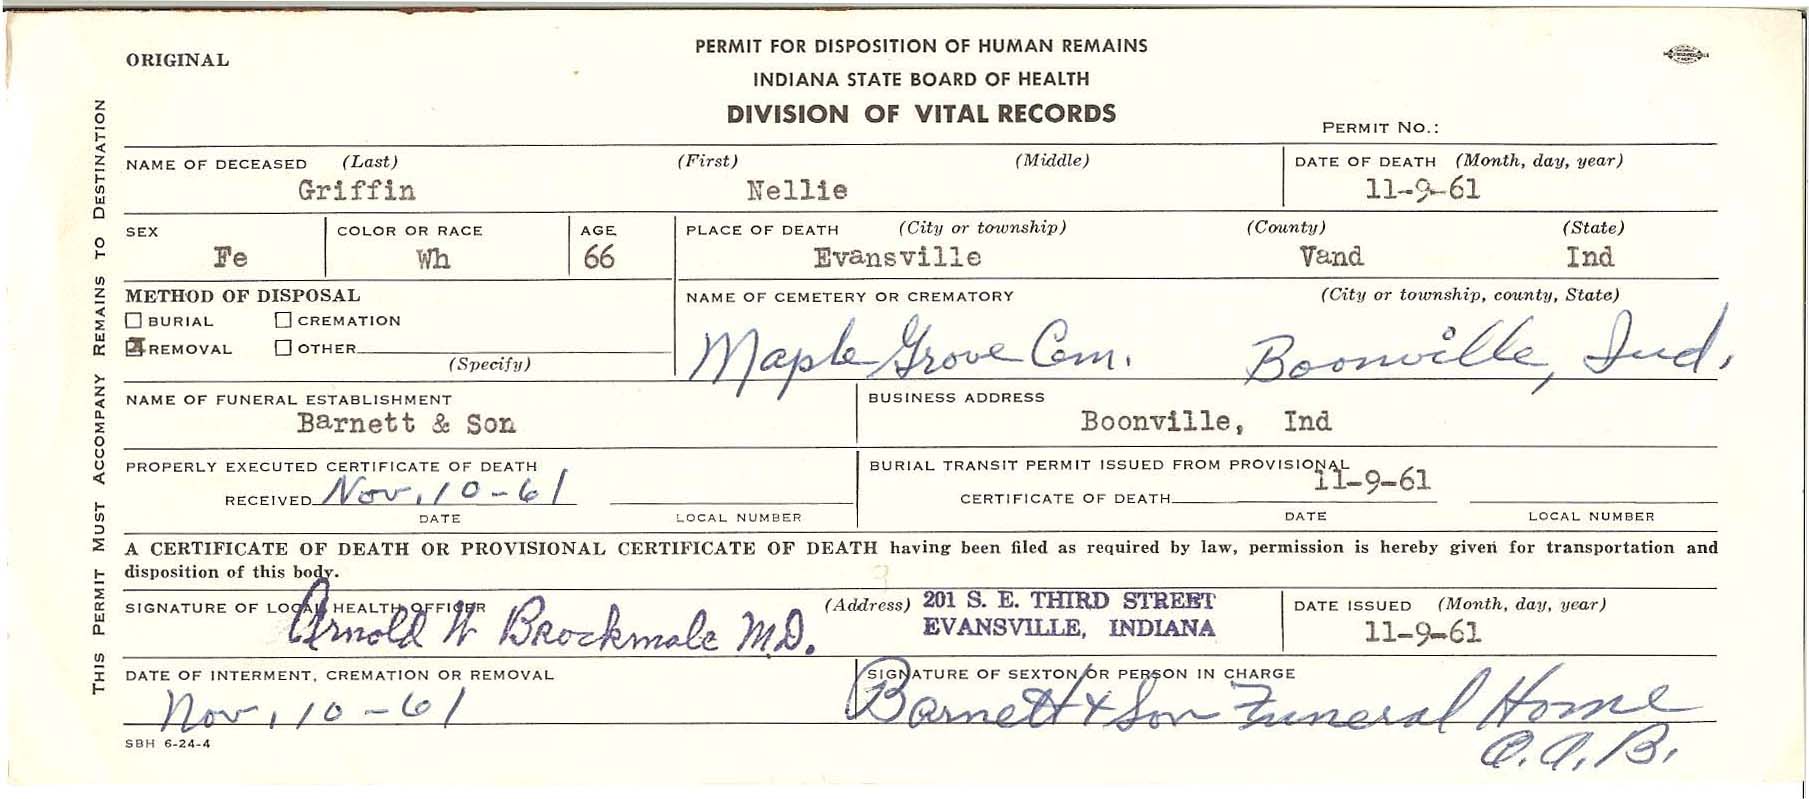 ORIGINAL
PERMIT FOR DISPOSITION OF HUMAN REMAINS
INDIANA STATE BOARD OF HEALTH
DIVISION OF VITAL RECORDS
PERMIT NO.:
THIS PERMIT MUST ACCOMPANY REMAINS TO DESTINATION
NAME OF DECEASED (Last) (First) (Middle) DATE OF DEATH (Month, day, year)
Griffin Nellie 11-9-61
SEX COLOR OR RACE AGE PLACE OF DEATH (City or township) (County) (State)
Fe Wh 66 Evansville Vand Ind
METHOD OF DISPOSAL NAME OF CEMETERY OR CREMATORY (City or township, county, State)
BURIAL CREMATION
REMOVAL OTHER
(Specify)
Maple Grove Cem. Boonville, Ind.
NAME OF FUNERAL ESTABLISHMENT BUSINESS ADDRESS
Barnett & Son Boonville, Ind
PROPERLY EXECUTED CERTIFICATE OF DEATH BURIAL TRANSIT PERMIT ISSUED FROM PROVISIONAL
RECEIVED Nov. 10-61 CERTIFICATE OF DEATH 11-9-61
DATE LOCAL NUMBER DATE LOCAL NUMBER
A CERTIFICATE OF DEATH OR PROVISIONAL CERTIFICATE OF DEATH having been filed as required by law, permission is hereby given for transportation and
disposition of this body.
SIGNATURE OF LOCAL HEALTH OFFICER (Address) 201 S. E. THIRD STREET DATE ISSUED (Month, day, year)
Arnold W Brockmole M.D. EVANSVILLE, INDIANA 11-9-61
DATE OF INTERMENT, CREMATION OR REMOVAL SIGNATURE OF SEXTON OR PERSON IN CHARGE
Nov. 10-61 Barnett & Son Funeral Home
SBH 6-24-4